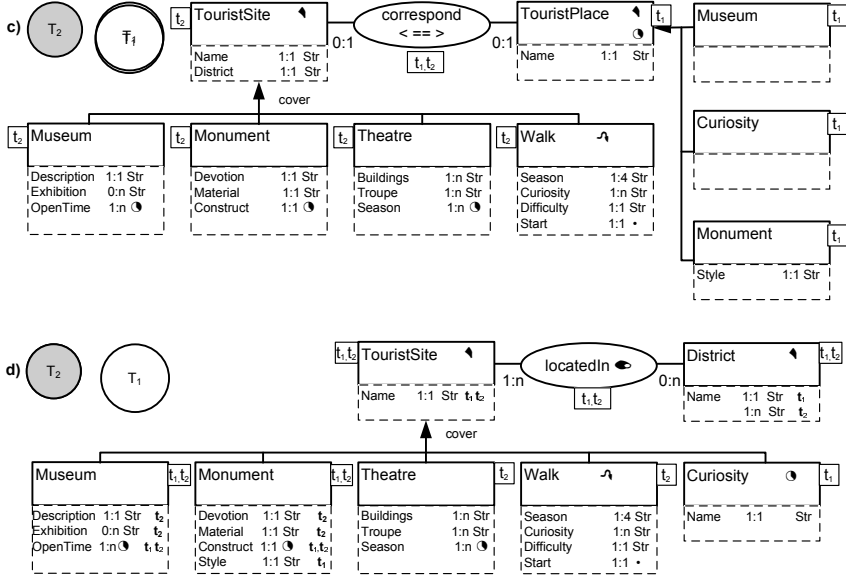 c)
T₂
T₁
t₂
TouristSite
Name 1:1 Str
District 1:1 Str
0:1
correspond
< == >
t₁,t₂
0:1
TouristPlace
t₁
Name 1:1 Str
Museum
t₁
Curiosity
t₁
Monument
t₁
Style 1:1 Str
cover
t₂
Museum
Description 1:1 Str
Exhibition 0:n Str
OpenTime 1:n
t₂
Monument
Devotion 1:1 Str
Material 1:1 Str
Construct 1:1
t₂
Theatre
Buildings 1:n Str
Troupe 1:n Str
Season 1:n
t₂
Walk
Season 1:4 Str
Curiosity 1:n Str
Difficulty 1:1 Str
Start 1:1
d)
T₂
T₁
t₁,t₂
TouristSite
Name 1:1 Str t₁ t₂
1:n
locatedIn
t₁,t₂
0:n
District
t₁,t₂
Name 1:1 Str t₁
1:n Str t₂
cover
Museum
t₁,t₂
Description 1:1 Str t₂
Exhibition 0:n Str t₂
OpenTime 1:n t₁ t₂
Monument
t₁,t₂
Devotion 1:1 Str t₂
Material 1:1 Str t₂
Construct 1:1 t₁,t₂
Style 1:1 Str t₁
Theatre
t₂
Buildings 1:n Str
Troupe 1:n Str
Season 1:n
Walk
t₂
Season 1:4 Str
Curiosity 1:n Str
Difficulty 1:1 Str
Start 1:1
Curiosity
t₁
Name 1:1 Str